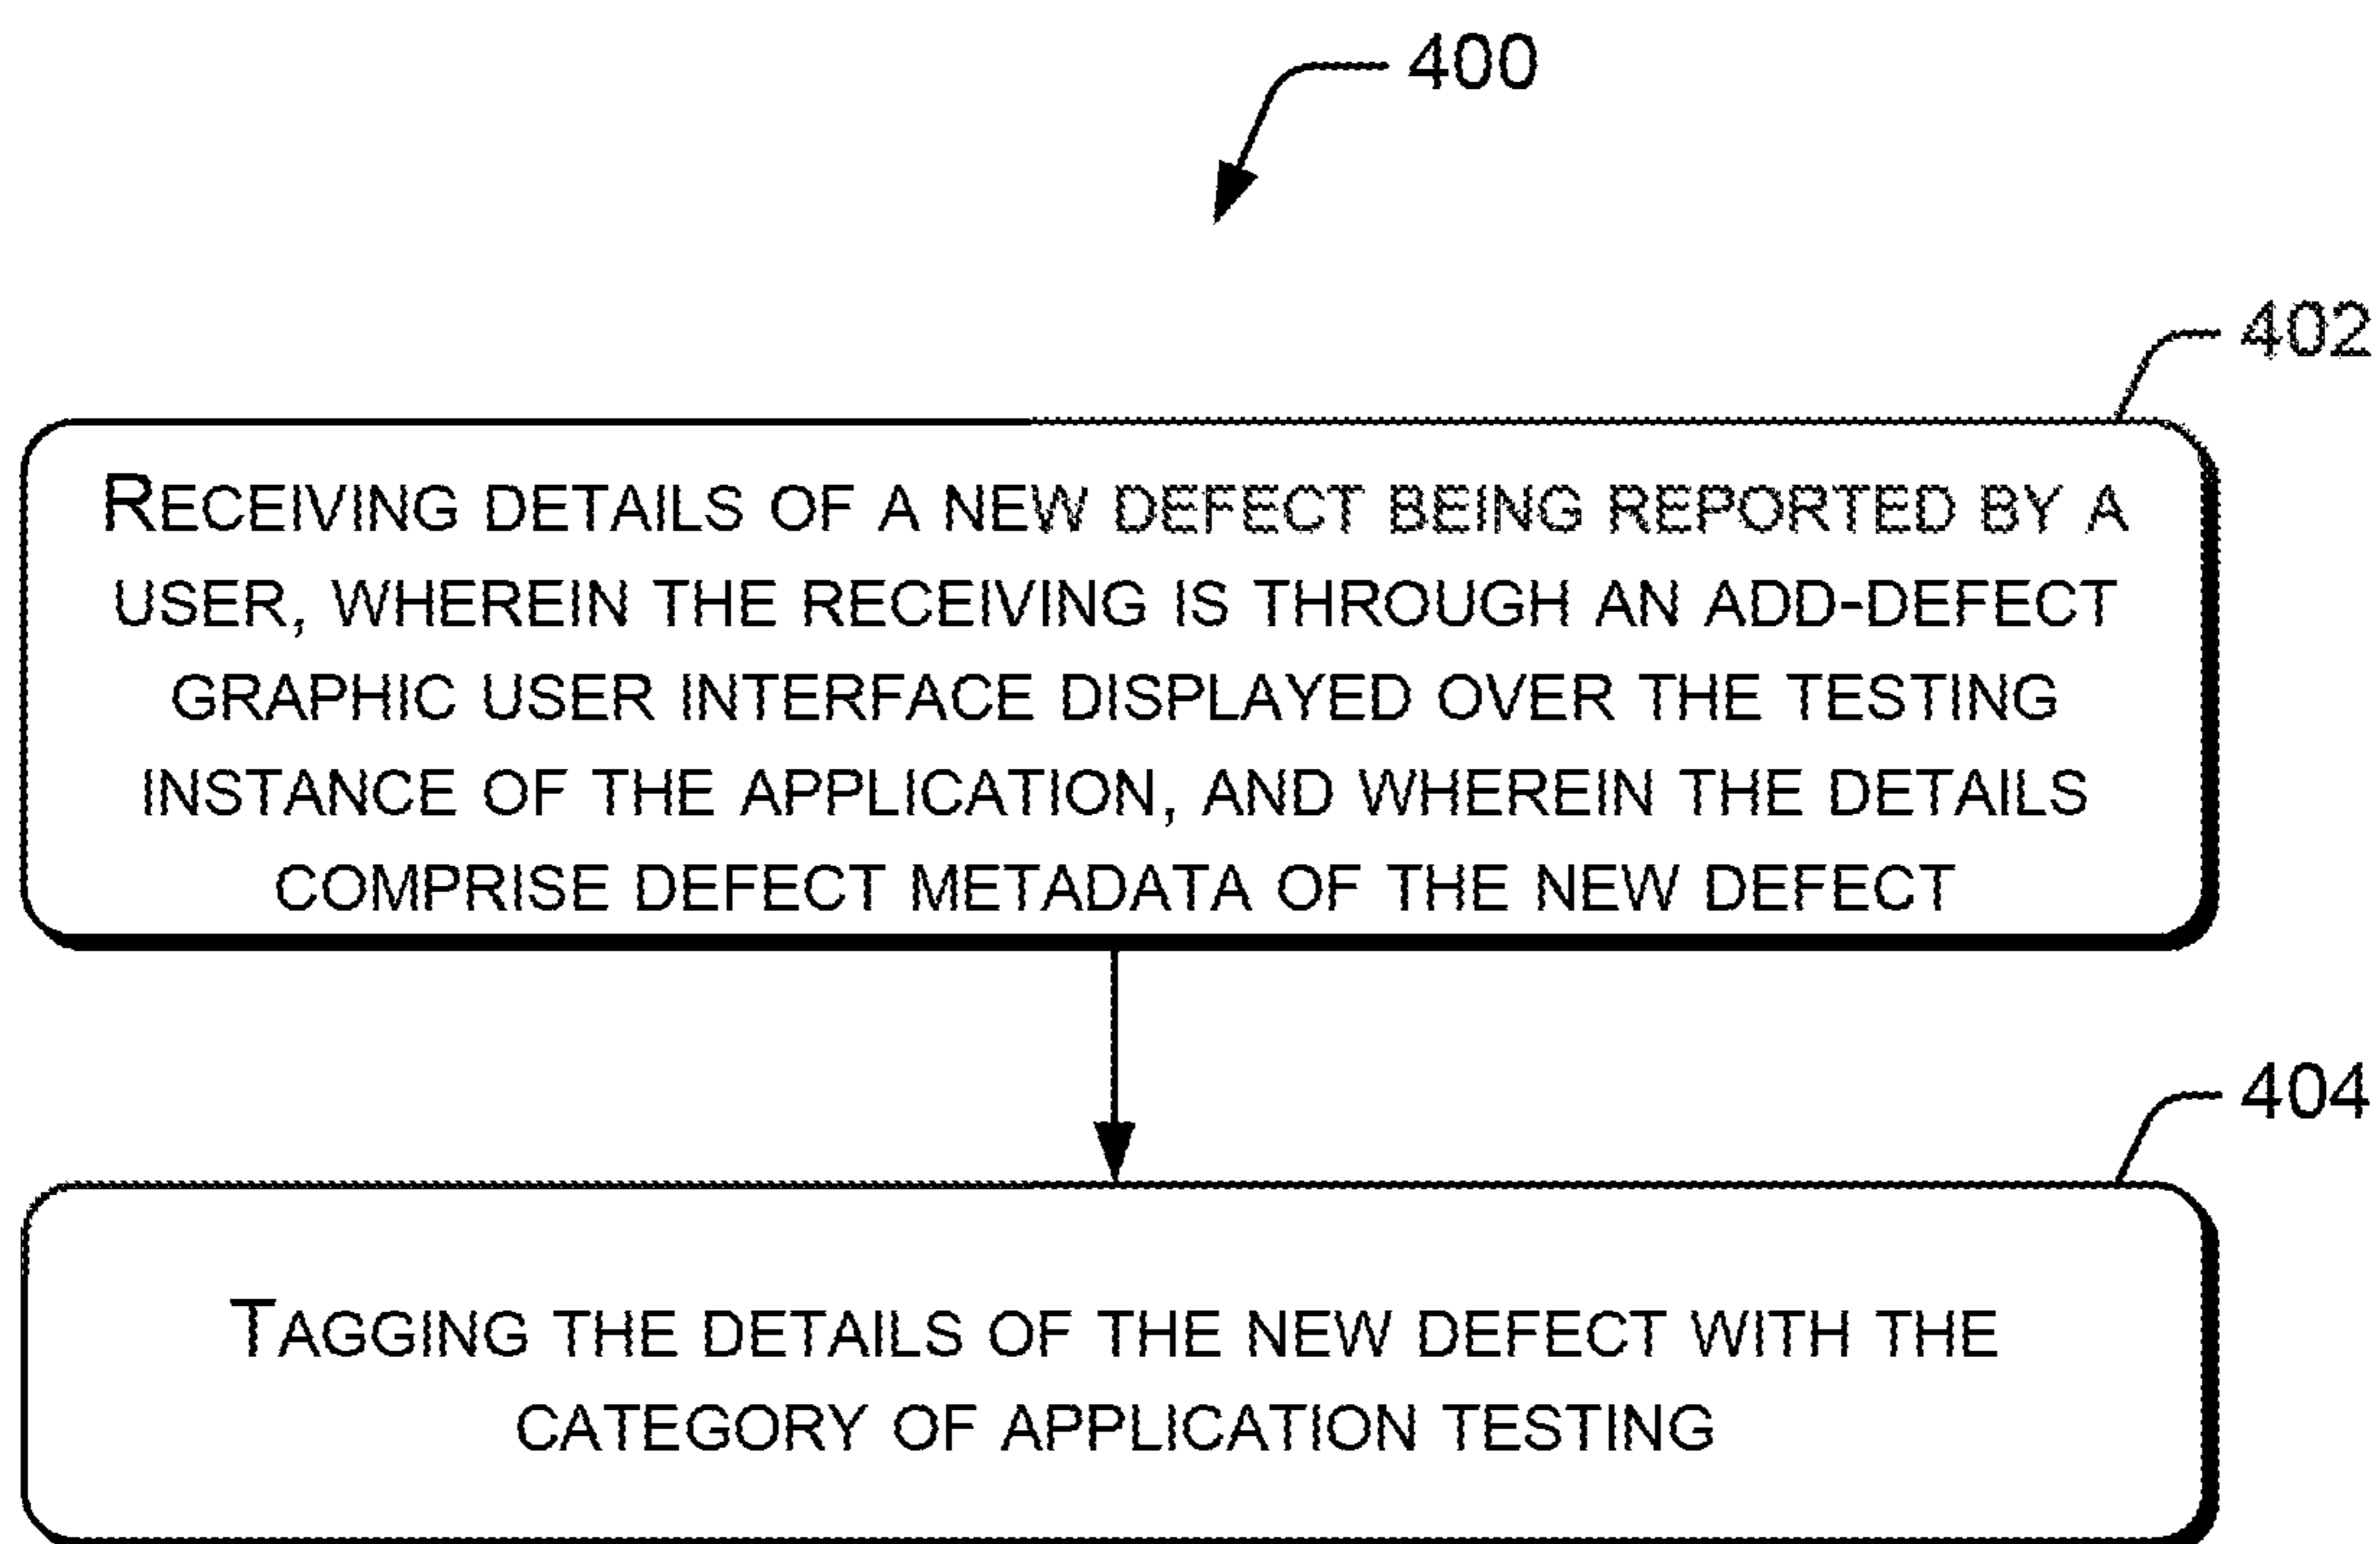 400
402
RECEIVING DETAILS OF A NEW DEFECT BEING REPORTED BY A
USER, WHEREIN THE RECEIVING IS THROUGH AN ADD-DEFECT
GRAPHIC USER INTERFACE DISPLAYED OVER THE TESTING
INSTANCE OF THE APPLICATION, AND WHEREIN THE DETAILS
COMPRISE DEFECT METADATA OF THE NEW DEFECT
404
TAGGING THE DETAILS OF THE NEW DEFECT WITH THE
CATEGORY OF APPLICATION TESTING